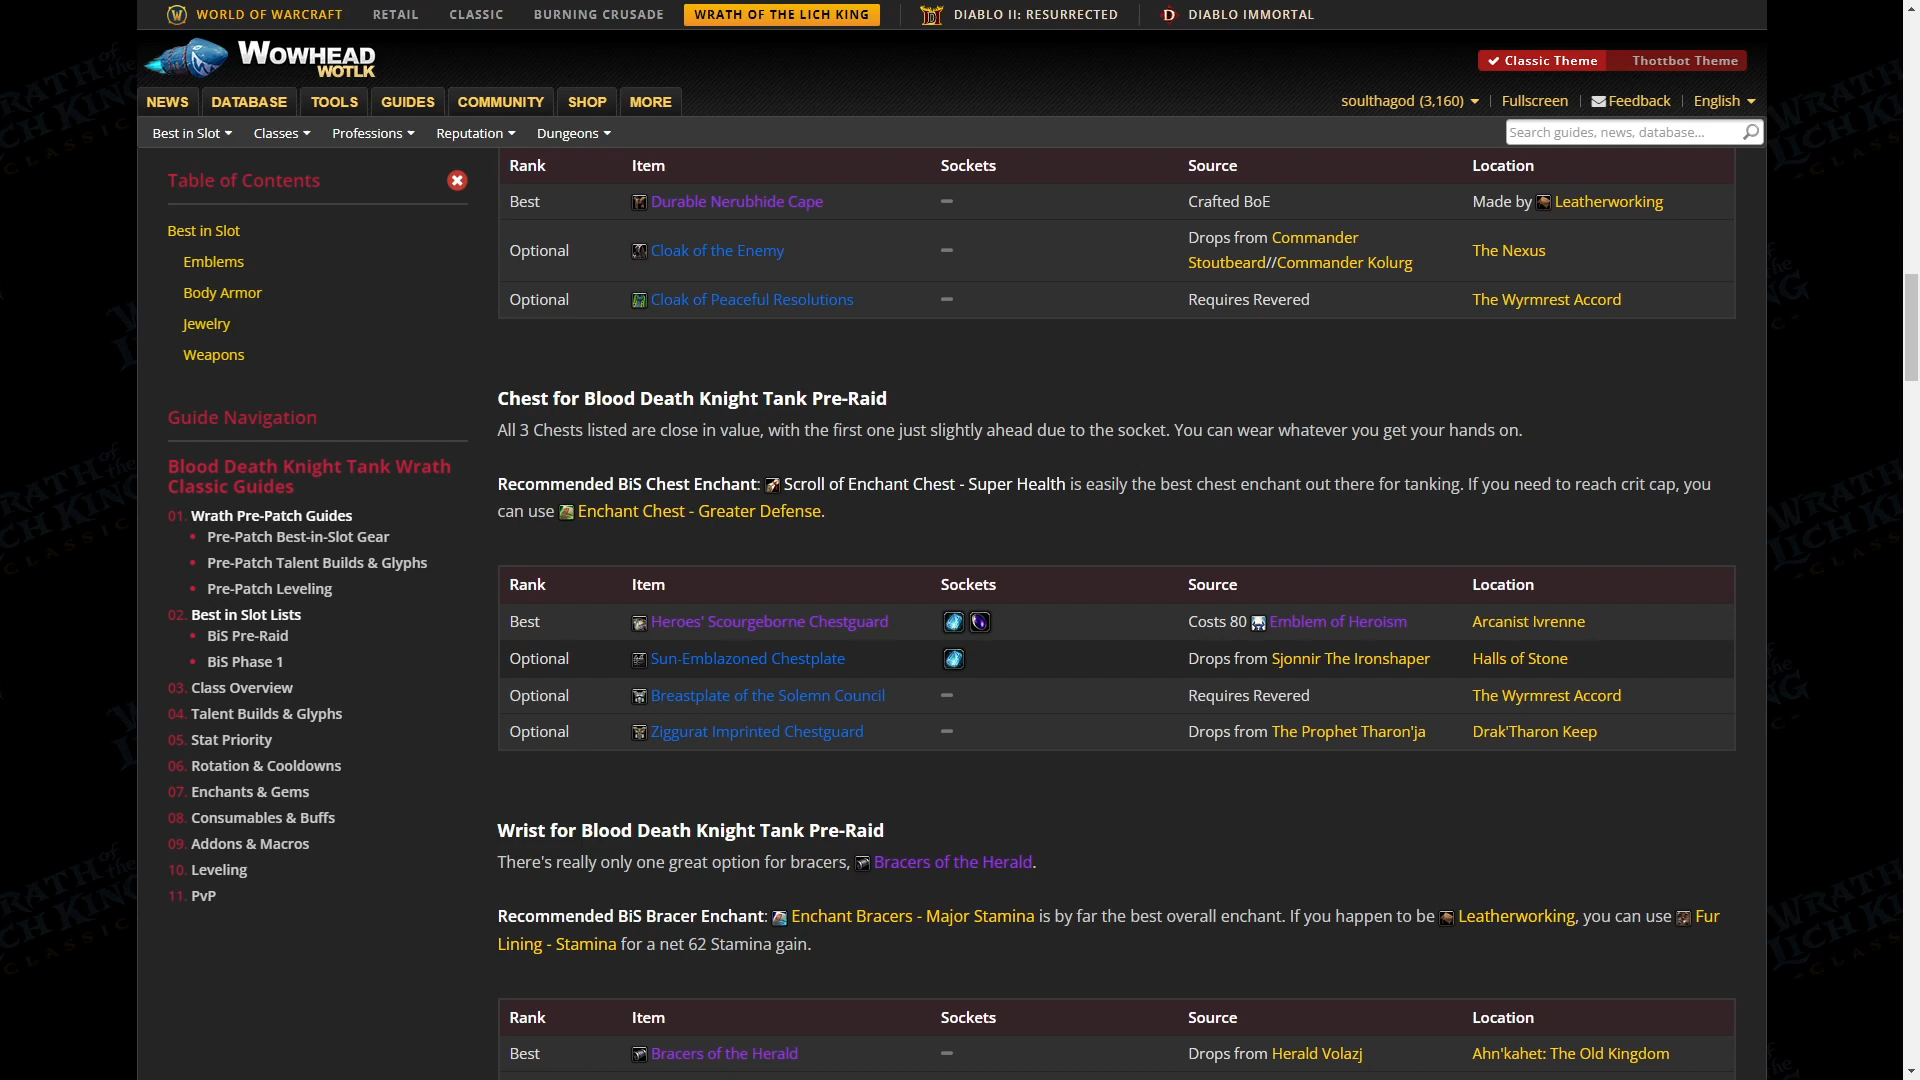 WORLD OF WARCRAFT RETAIL CLASSIC BURNING CRUSADE WRATH OF THE LICH KING DIABLO II: RESURRECTED DIABLO IMMORTAL
WOWHEAD
WOTLK
Classic Theme Thottbot Theme
NEWS DATABASE TOOLS GUIDES COMMUNITY SHOP MORE
soulthagod (3,160) Fullscreen Feedback English
Best in Slot Classes Professions Reputation Dungeons
Search guides, news, database...
Table of Contents
Best in Slot
Emblems
Body Armor
Jewelry
Weapons
Guide Navigation
Blood Death Knight Tank Wrath
Classic Guides
01. Wrath Pre-Patch Guides
• Pre-Patch Best-in-Slot Gear
• Pre-Patch Talent Builds & Glyphs
• Pre-Patch Leveling
02. Best in Slot Lists
• BiS Pre-Raid
• BiS Phase 1
03. Class Overview
04. Talent Builds & Glyphs
05. Stat Priority
06. Rotation & Cooldowns
07. Enchants & Gems
08. Consumables & Buffs
09. Addons & Macros
10. Leveling
11. PvP
Rank Item Sockets Source Location
Best Durable Nerubhide Cape – Crafted BoE Made by Leatherworking
Optional Cloak of the Enemy – Drops from Commander
Stoutbeard//Commander Kolurg The Nexus
Optional Cloak of Peaceful Resolutions – Requires Revered The Wyrmrest Accord
Chest for Blood Death Knight Tank Pre-Raid
All 3 Chests listed are close in value, with the first one just slightly ahead due to the socket. You can wear whatever you get your hands on.
Recommended BiS Chest Enchant: Scroll of Enchant Chest - Super Health is easily the best chest enchant out there for tanking. If you need to reach crit cap, you
can use Enchant Chest - Greater Defense.
Rank Item Sockets Source Location
Best Heroes' Scourgeborne Chestguard Costs 80 Emblem of Heroism Arcanist Ivrenne
Optional Sun-Emblazoned Chestplate Drops from Sjonnir The Ironshaper Halls of Stone
Optional Breastplate of the Solemn Council – Requires Revered The Wyrmrest Accord
Optional Ziggurat Imprinted Chestguard – Drops from The Prophet Tharon'ja Drak'Tharon Keep
Wrist for Blood Death Knight Tank Pre-Raid
There's really only one great option for bracers, Bracers of the Herald.
Recommended BiS Bracer Enchant: Enchant Bracers - Major Stamina is by far the best overall enchant. If you happen to be Leatherworking, you can use Fur
Lining - Stamina for a net 62 Stamina gain.
Rank Item Sockets Source Location
Best Bracers of the Herald – Drops from Herald Volazj Ahn'kahet: The Old Kingdom